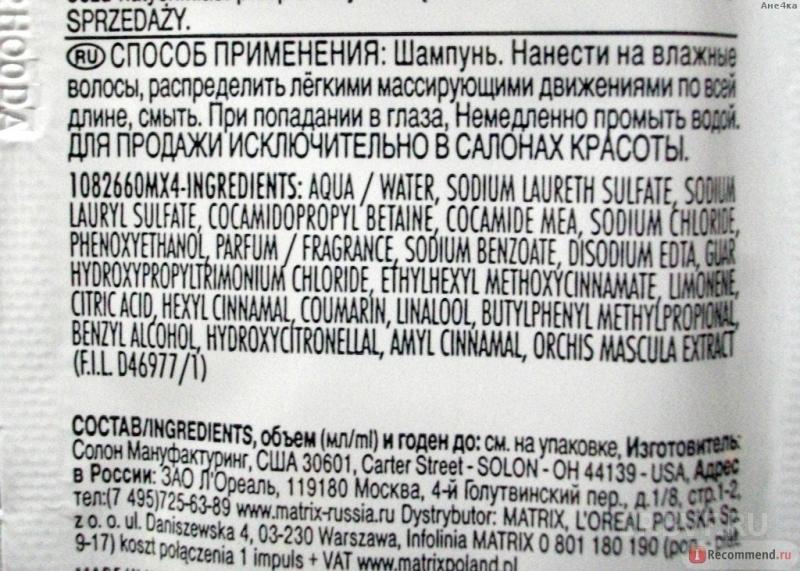 Ане4ка
SPRZEDAŻY.
RU СПОСОБ ПРИМЕНЕНИЯ: Шампунь. Нанести на влажные
волосы, распределить лёгкими массирующими движениями по всей
длине, смыть. При попадании в глаза, Немедленно промыть водой.
ДЛЯ ПРОДАЖИ ИСКЛЮЧИТЕЛЬНО В САЛОНАХ КРАСОТЫ.
1082660MX4-INGREDIENTS: AQUA / WATER, SODIUM LAURETH SULFATE, SODIUM
LAURYL SULFATE, COCAMIDOPROPYL BETAINE, COCAMIDE MEA, SODIUM CHLORIDE,
PHENOXYETHANOL, PARFUM / FRAGRANCE, SODIUM BENZOATE, DISODIUM EDTA, GUAR
HYDROXYPROPYLTRIMONIUM CHLORIDE, ETHYLHEXYL METHOXYCINNAMATE, LIMONENE,
CITRIC ACID, HEXYL CINNAMAL, COUMARIN, LINALOOL, BUTYLPHENYL METHYLPROPIONAL,
BENZYL ALCOHOL, HYDROXYCITRONELLAL, AMYL CINNAMAL, ORCHIS MASCULA EXTRACT
(F.I.L. D46977/1)
СОСТАВ/INGREDIENTS, объем (мл/ml) и годен до: см. на упаковке, Изготовитель:
Солон Мануфактуринг, США 30601, Carter Street - SOLON - OH 44139 - USA, Адрес
в России: ЗАО Л'Ореаль, 119180 Москва, 4-й Голутвинский пер., д.1/8, стр.1-2,
тел:(7 495)725-63-89 www.matrix-russia.ru Dystrybutor: MATRIX, L'OREAL POLSKA Sp.
z o. o. ul. Daniszewska 4, 03-230 Warszawa, Infolinia MATRIX 0 801 180 190 (pon.- piąt
9-17) koszt połączenia 1 impuls + VAT www.matrixpoland.pl
iRecommend.ru